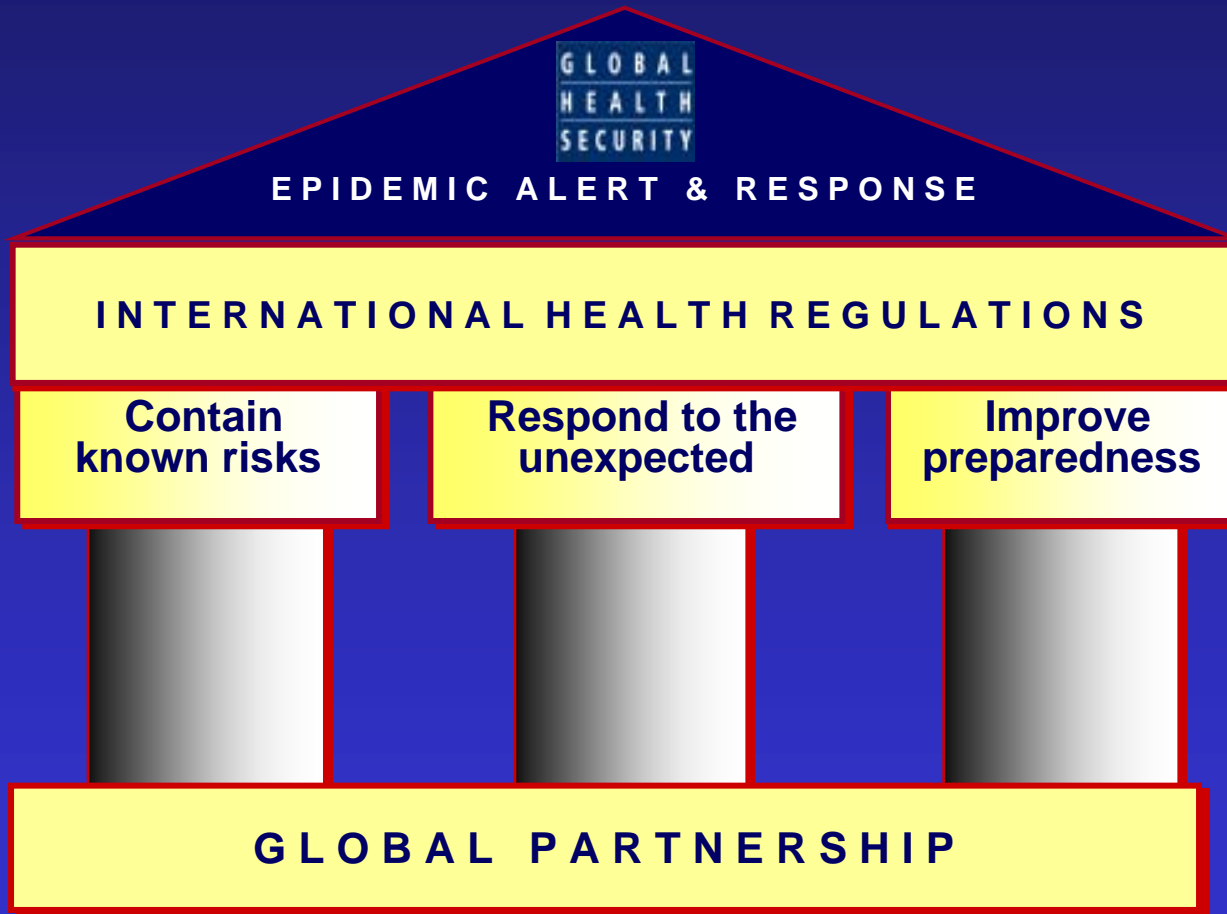 GLOBAL
HEALTH
SECURITY
EPIDEMIC ALERT & RESPONSE
INTERNATIONAL HEALTH REGULATIONS
Contain
known risks
Respond to the
unexpected
Improve
preparedness
GLOBAL PARTNERSHIP